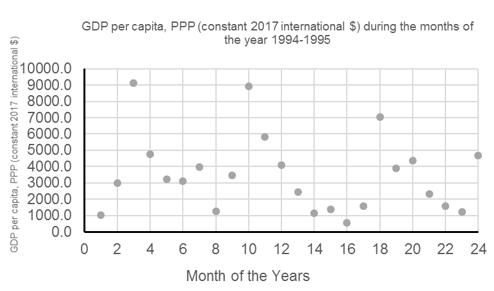 GDP per capita, PPP (constant 2017 international $) during the months of
the year 1994-1995
GDP per capita, PPP (constant 2017 international $)
10000.0
9000.0
8000.0
7000.0
6000.0
5000.0
4000.0
3000.0
2000.0
1000.0
0.0
0 2 4 6 8 10 12 14 16 18 20 22 24
Month of the Years